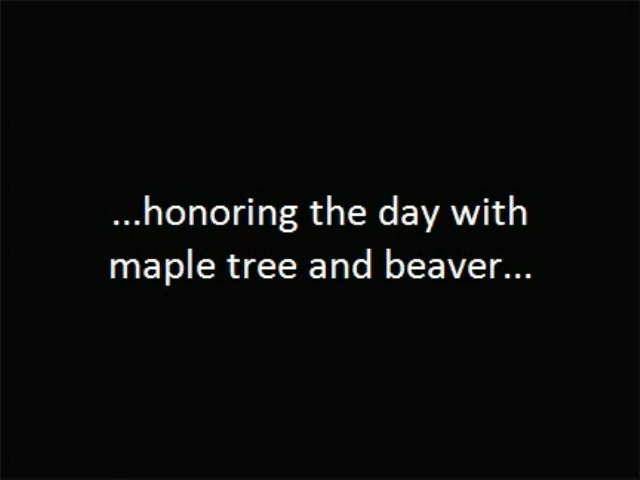 ...honoring the day with
maple tree and beaver...